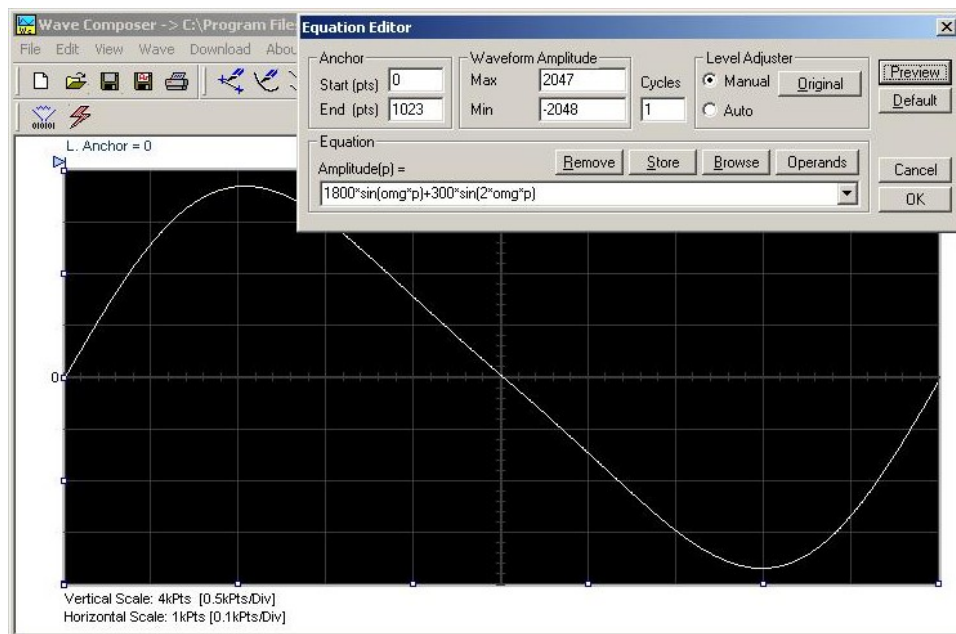 Wave Composer -> C:\Program File
File Edit View Wave Download Abou
Equation Editor
Anchor
Start (pts) 0
End (pts) 1023
Waveform Amplitude
Max 2047
Min -2048
Cycles
1
Level Adjuster
Manual Original
Auto
Preview
Default
Cancel
OK
Equation
Amplitude(p) =
Remove Store Browse Operands
1800*sin(omg*p)+300*sin(2*omg*p)
L. Anchor = 0
0
Vertical Scale: 4kPts [0.5kPts/Div]
Horizontal Scale: 1kPts [0.1kPts/Div]